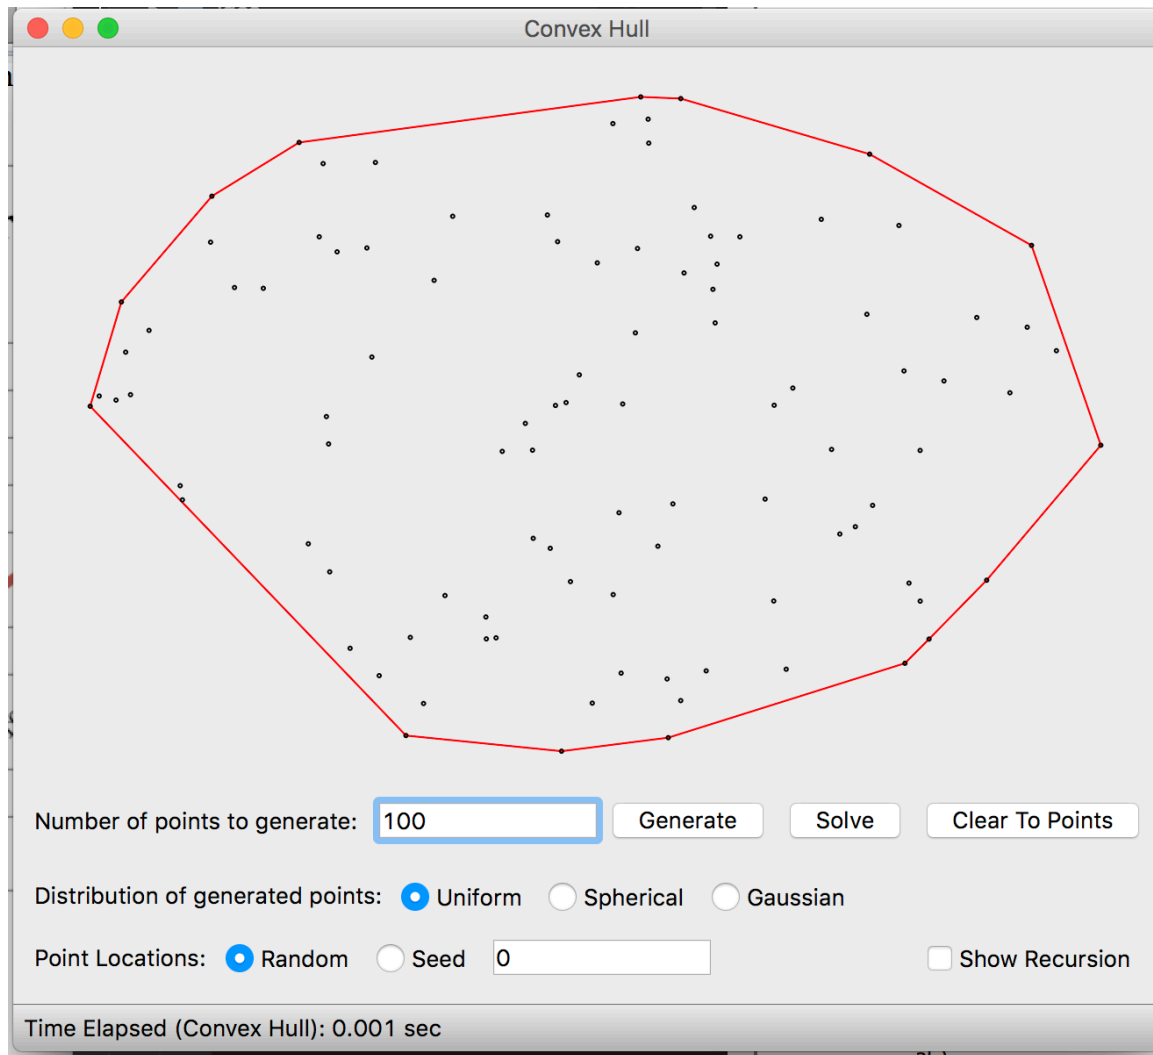 Convex Hull
Number of points to generate: 100 Generate Solve Clear To Points
Distribution of generated points: Uniform Spherical Gaussian
Point Locations: Random Seed 0 Show Recursion
Time Elapsed (Convex Hull): 0.001 sec